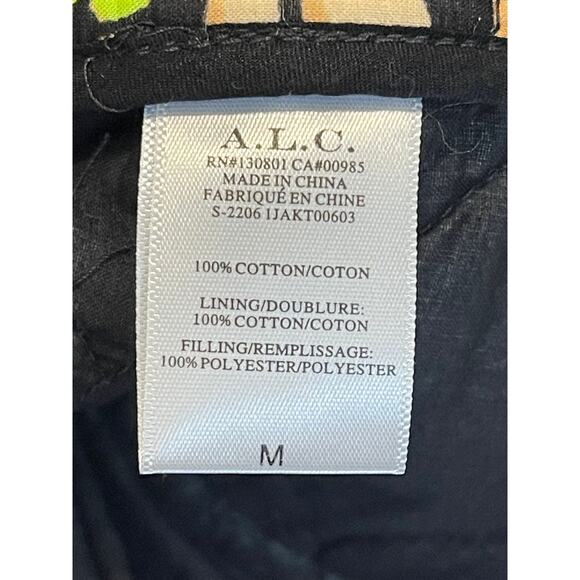 A.L.C.
RN#130801 CA#00985
MADE IN CHINA
FABRIQUÉ EN CHINE
S-2206 1JAKT00603
100% COTTON/COTON
LINING/DOUBLURE:
100% COTTON/COTON
FILLING/REMPLISSAGE:
100% POLYESTER/POLYESTER
M